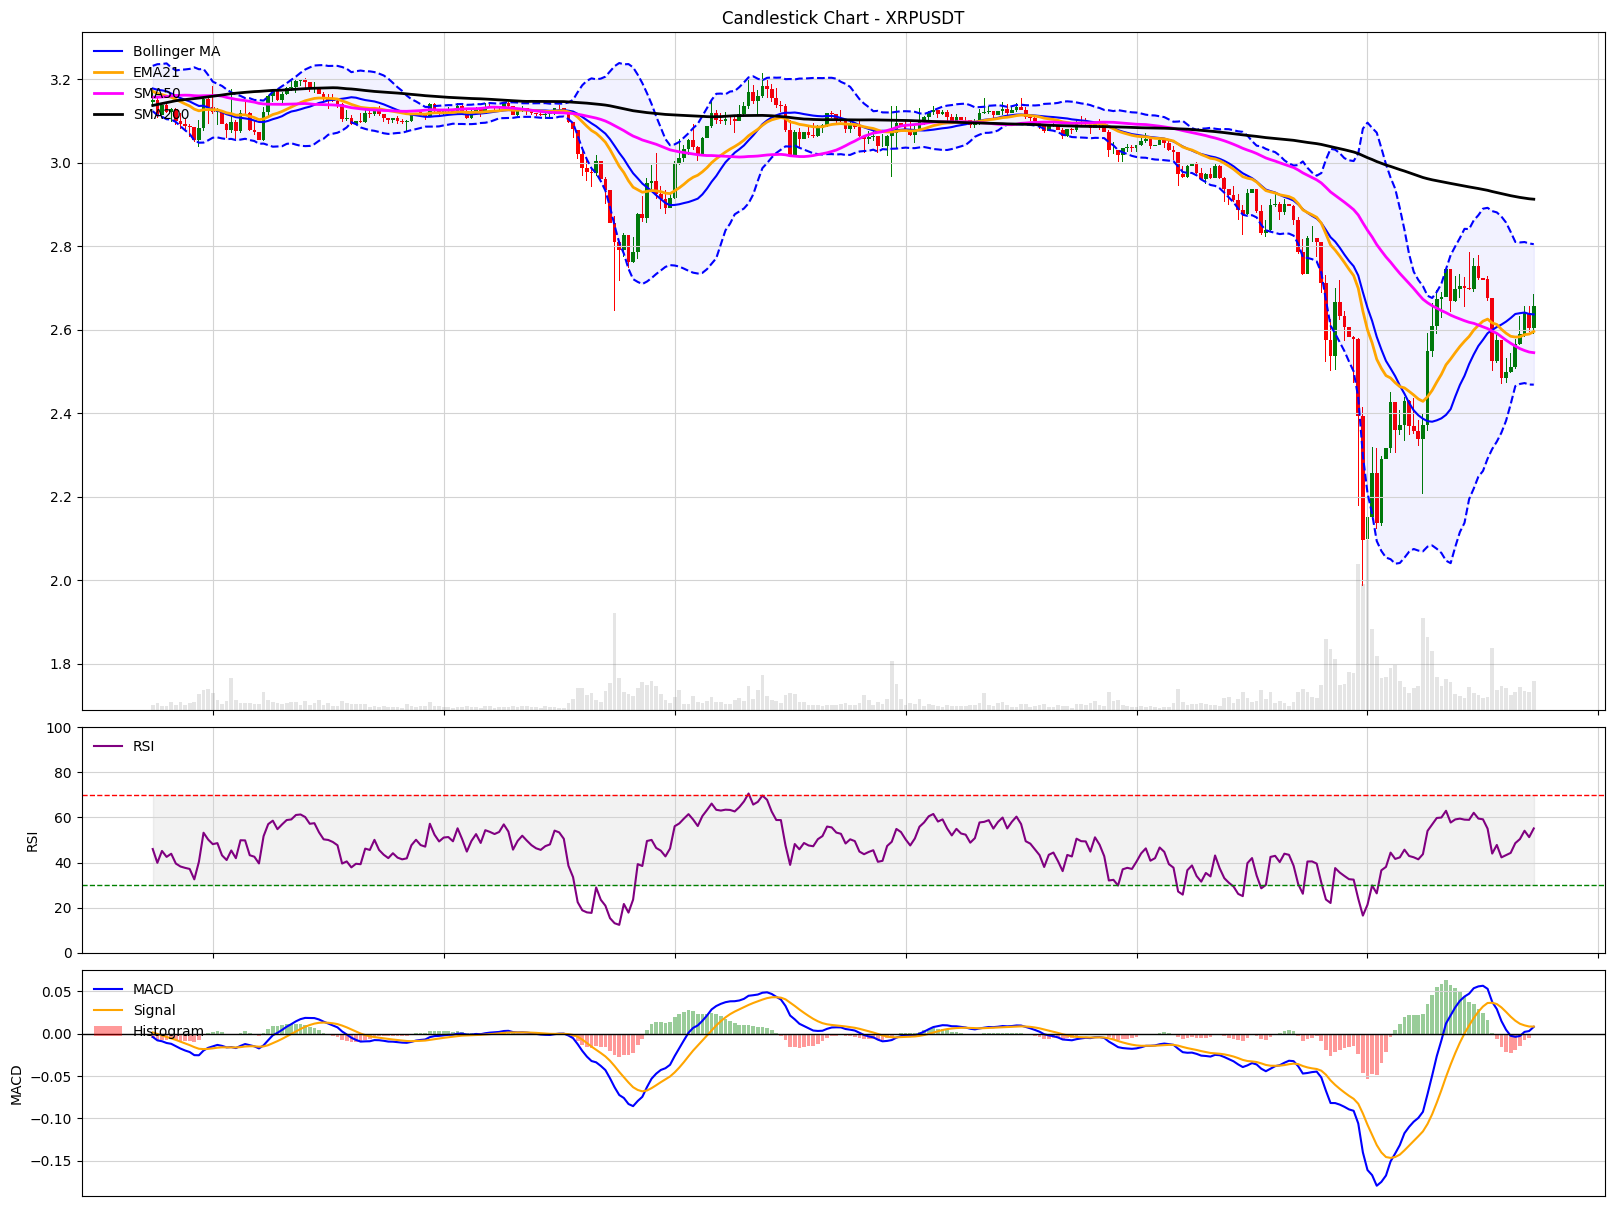 Candlestick Chart - XRPUSDT
Bollinger MA
EMA21
SMA50
SMA200
3.2
3.0
2.8
2.6
2.4
2.2
2.0
1.8
RSI
RSI
100
80
60
40
20
0
MACD
Signal
Histogram
MACD
0.05
0.00
−0.05
−0.10
−0.15